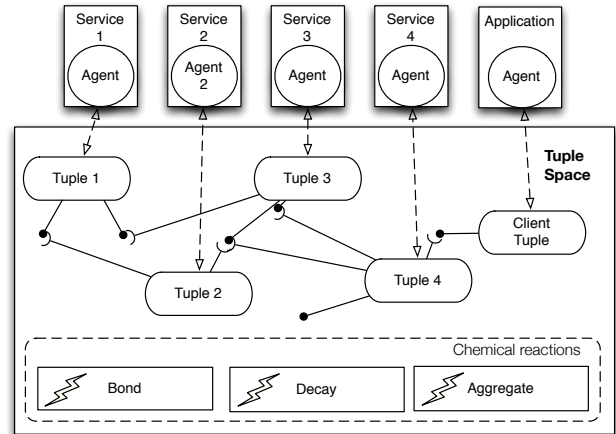 Service 1
Agent
Service 2
Agent 2
Service 3
Agent
Service 4
Agent
Application
Agent
Tuple Space
Tuple 1
Tuple 3
Client Tuple
Tuple 2
Tuple 4
Chemical reactions
Bond
Decay
Aggregate